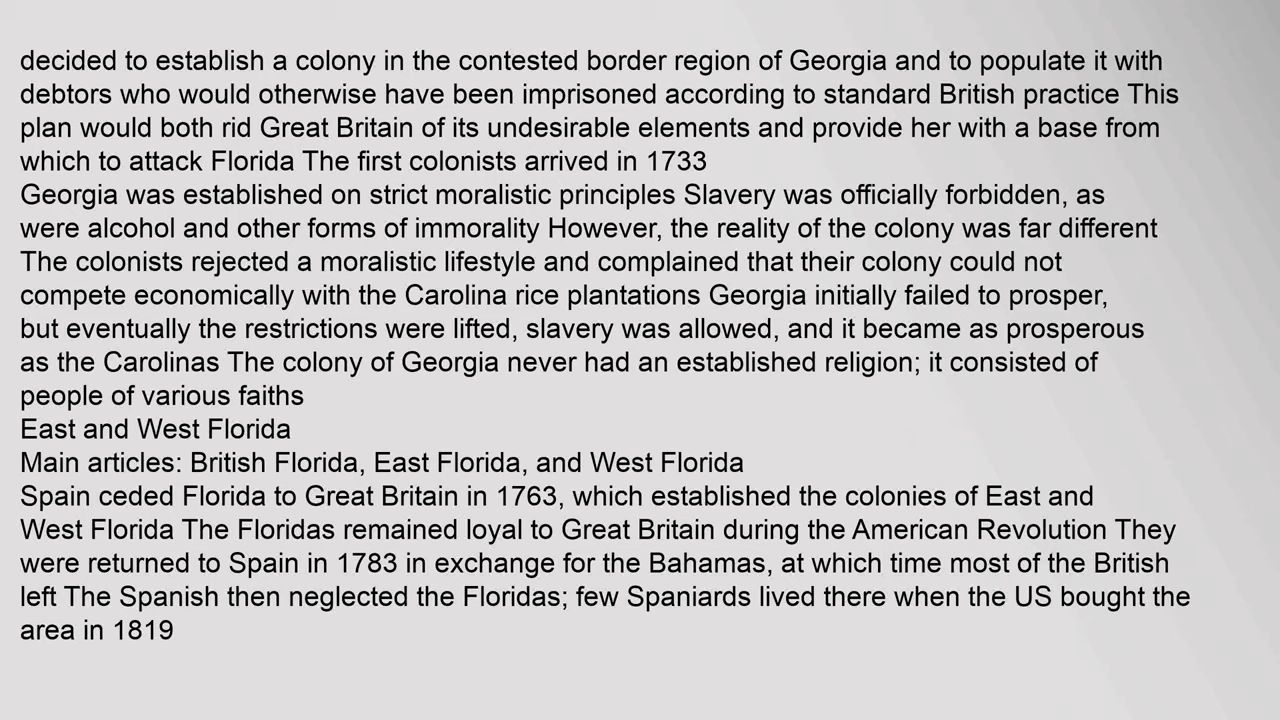 decided to establish a colony in the contested border region of Georgia and to populate it with
debtors who would otherwise have been imprisoned according to standard British practice This
plan would both rid Great Britain of its undesirable elements and provide her with a base from
which to attack Florida The first colonists arrived in 1733
Georgia was established on strict moralistic principles Slavery was officially forbidden, as
were alcohol and other forms of immorality However, the reality of the colony was far different
The colonists rejected a moralistic lifestyle and complained that their colony could not
compete economically with the Carolina rice plantations Georgia initially failed to prosper,
but eventually the restrictions were lifted, slavery was allowed, and it became as prosperous
as the Carolinas The colony of Georgia never had an established religion; it consisted of
people of various faiths
East and West Florida
Main articles: British Florida, East Florida, and West Florida
Spain ceded Florida to Great Britain in 1763, which established the colonies of East and
West Florida The Floridas remained loyal to Great Britain during the American Revolution They
were returned to Spain in 1783 in exchange for the Bahamas, at which time most of the British
left The Spanish then neglected the Floridas; few Spaniards lived there when the US bought the
area in 1819